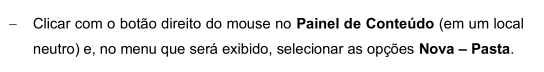 – Clicar com o botão direito do mouse no Painel de Conteúdo (em um local
neutro) e, no menu que será exibido, selecionar as opções Nova – Pasta.